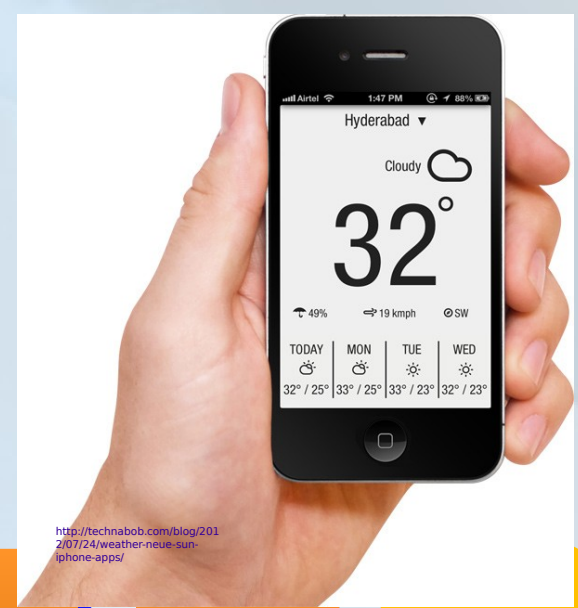 Airtel 1:47 PM 88%
Hyderabad
Cloudy
32°
49% 19 kmph SW
TODAY MON TUE WED
32° / 25° 33° / 25° 33° / 23° 32° / 23°
http://technabob.com/blog/201
2/07/24/weather-neue-sun-
iphone-apps/